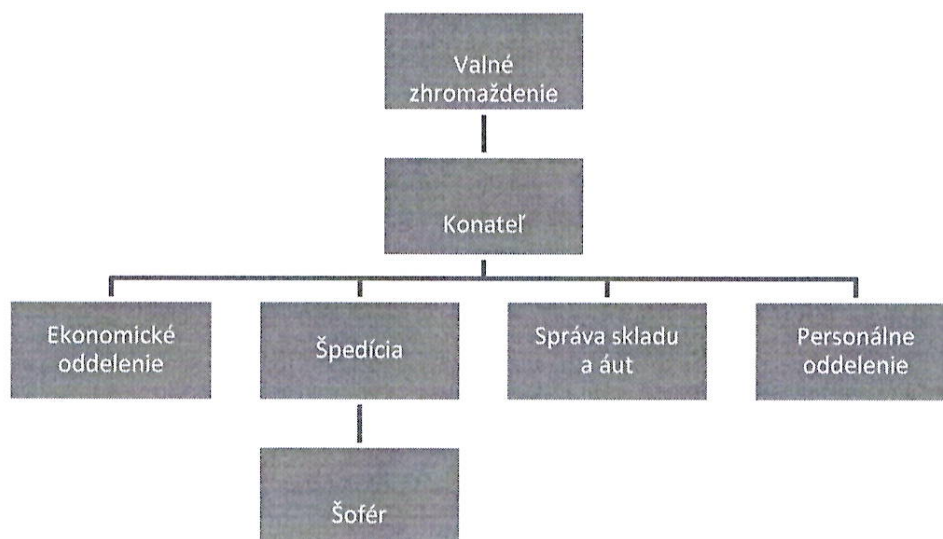 Valné
zhromaždenie
Konateľ
Ekonomické
oddelenie
Špedícia
Správa skladu
a áut
Personálne
oddelenie
Šofér